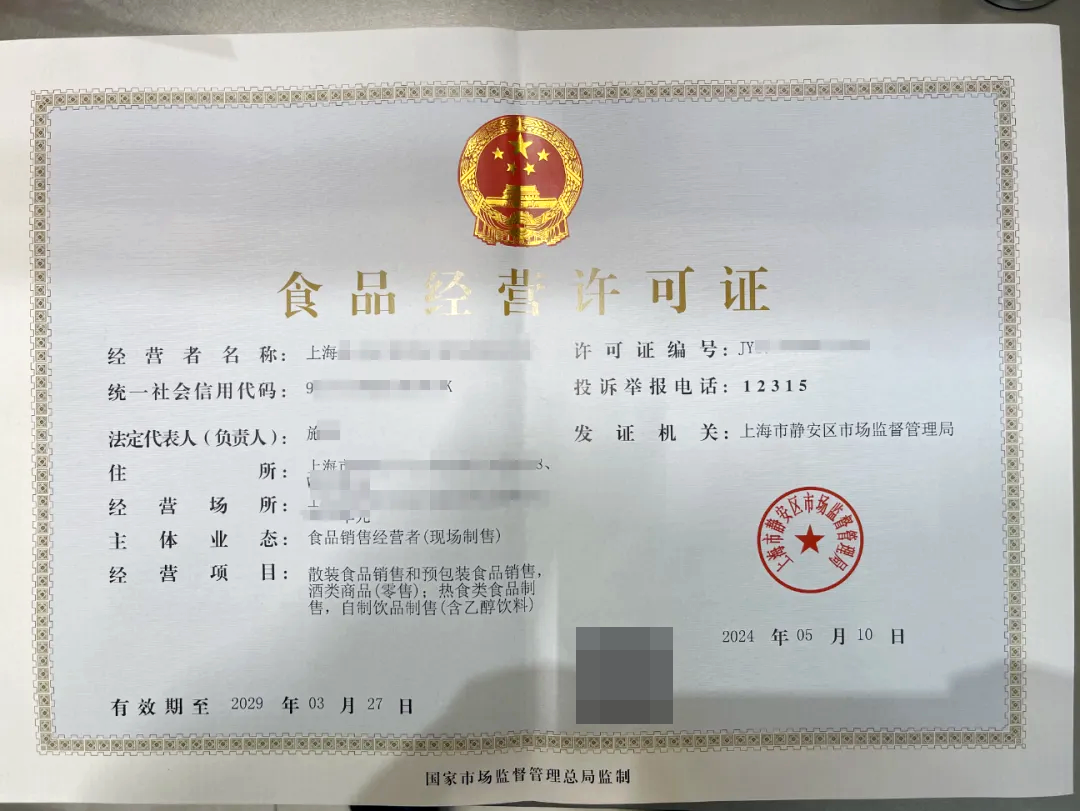 食品经营许可证
经营者名称：上海
许可证编号：JY
统一社会信用代码：9 K
投诉举报电话：12315
法定代表人（负责人）：施
发证机关：上海市静安区市场监督管理局
住所：上海市
经营场所：
单元
主体业态：食品销售经营者(现场制售)
经营项目：散装食品销售和预包装食品销售，
酒类商品(零售)；热食类食品制
售，自制饮品制售(含乙醇饮料)
上海市静安区市场监督管理局
2024 年 05 月 10 日
有效期至 2029 年 03 月 27 日
国家市场监督管理总局监制